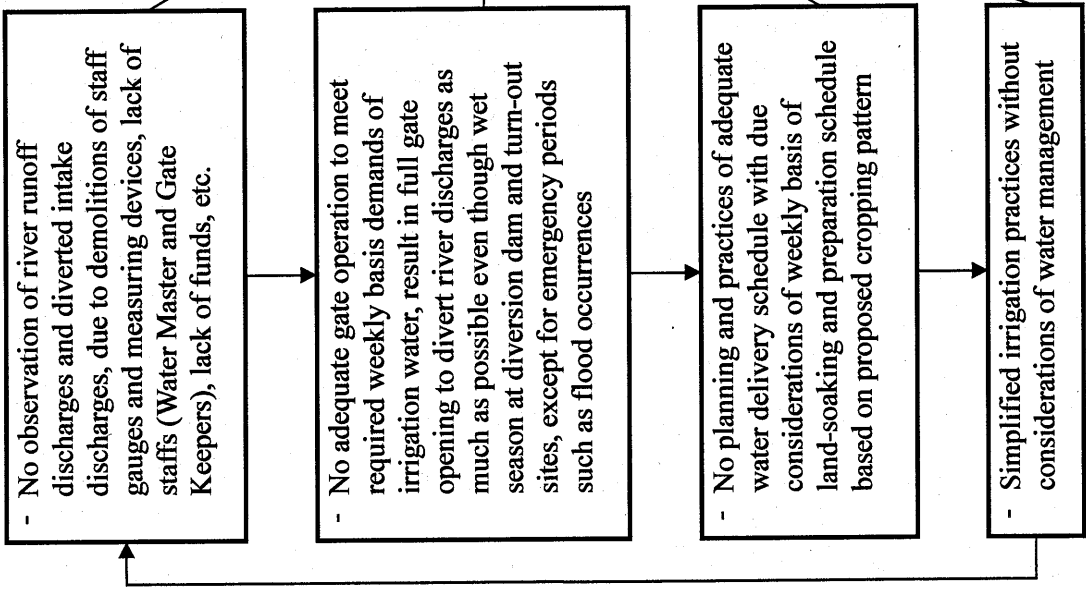 - No observation of river runoff
discharges and diverted intake
discharges, due to demolitions of staff
gauges and measuring devices, lack of
staffs (Water Master and Gate
Keepers), lack of funds, etc.
- No adequate gate operation to meet
required weekly basis demands of
irrigation water, result in full gate
opening to divert river discharges as
much as possible even though wet
season at diversion dam and turn-out
sites, except for emergency periods
such as flood occurrences
- No planning and practices of adequate
water delivery schedule with due
considerations of weekly basis of
land-soaking and preparation schedule
based on proposed cropping pattern
- Simplified irrigation practices without
considerations of water management